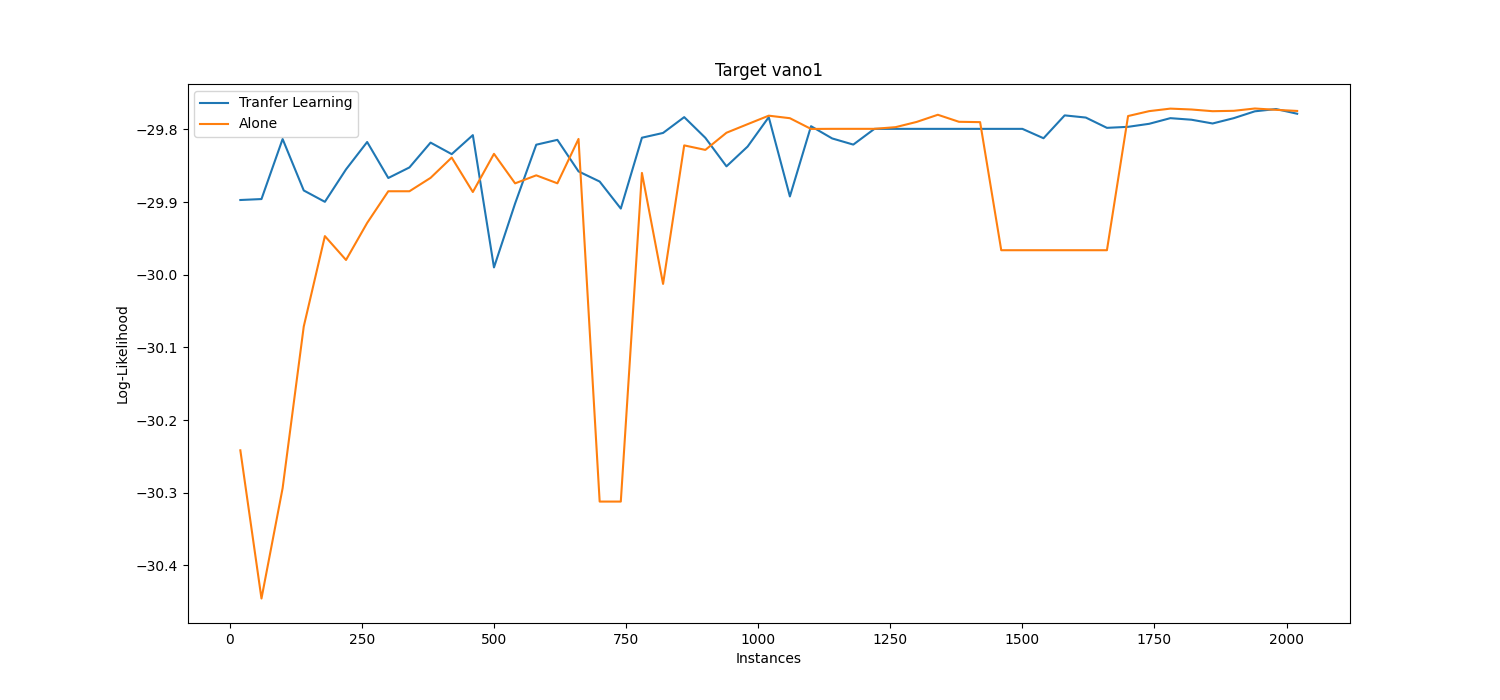 Target vano1
Tranfer Learning
Alone
Log-Likelihood
−29.8
−29.9
−30.0
−30.1
−30.2
−30.3
−30.4
0 250 500 750 1000 1250 1500 1750 2000
Instances